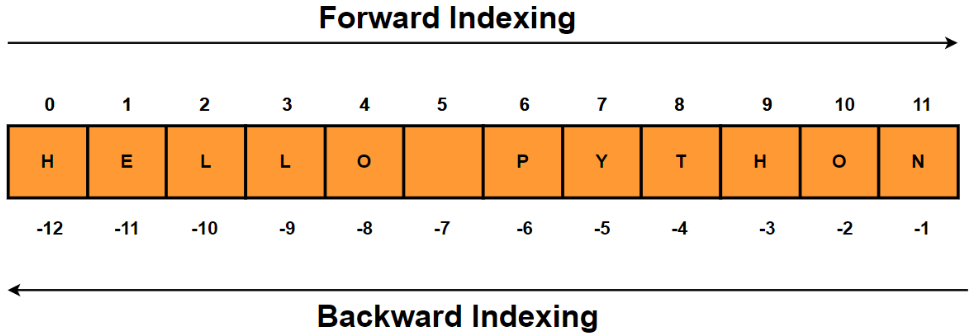 Forward Indexing
0 1 2 3 4 5 6 7 8 9 10 11
H E L L O P Y T H O N
-12 -11 -10 -9 -8 -7 -6 -5 -4 -3 -2 -1
Backward Indexing